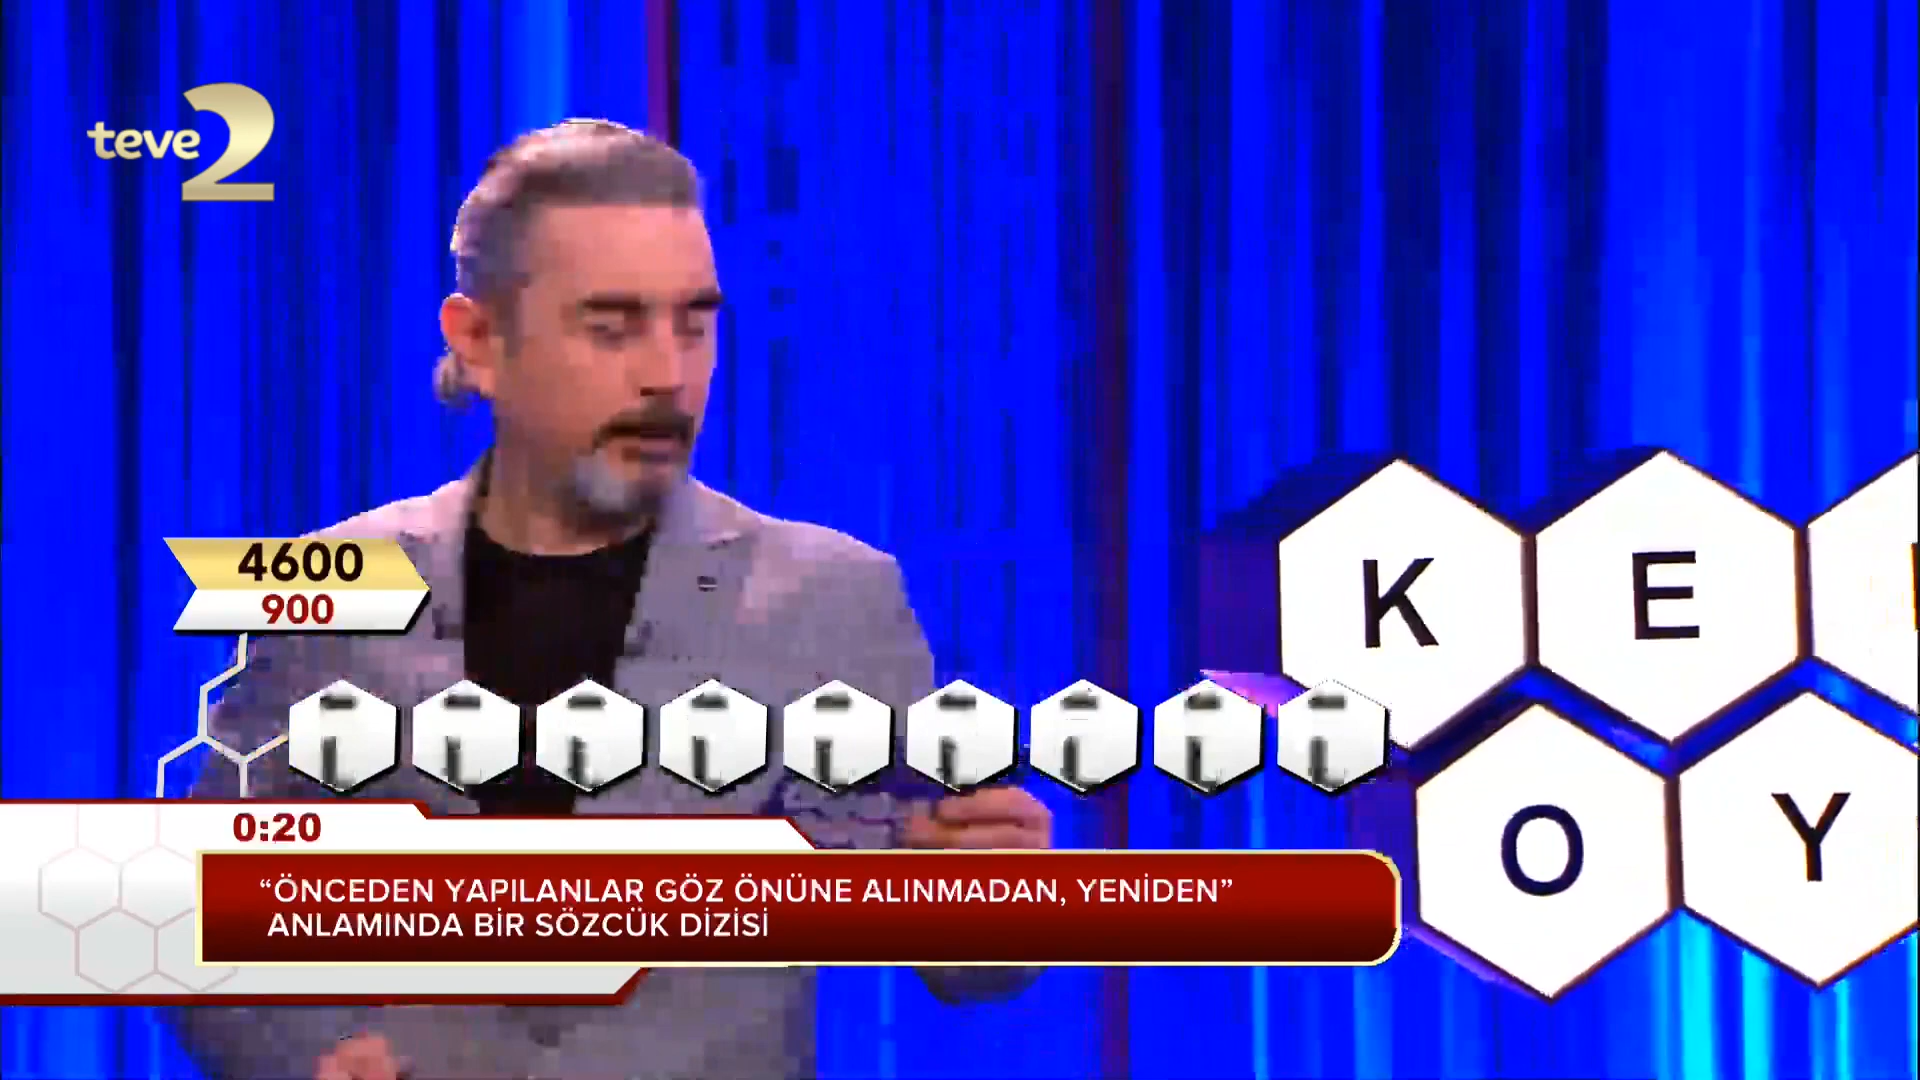 teve2
4600
900
K E
O Y
0:20
“ÖNCEDEN YAPILANLAR GÖZ ÖNÜNE ALINMADAN, YENİDEN”
ANLAMINDA BİR SÖZCÜK DİZİSİ